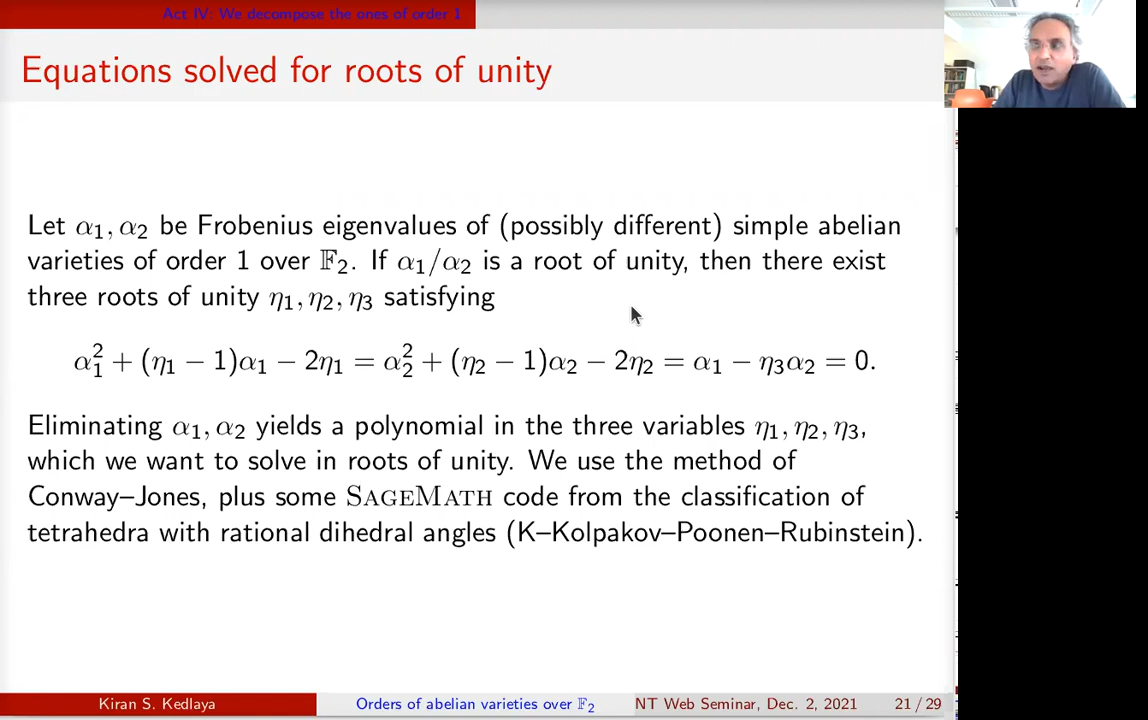 Act IV: We decompose the ones of order 1
Equations solved for roots of unity
Let α₁, α₂ be Frobenius eigenvalues of (possibly different) simple abelian
varieties of order 1 over 𝔽₂. If α₁/α₂ is a root of unity, then there exist
three roots of unity η₁, η₂, η₃ satisfying
α₁² + (η₁ − 1)α₁ − 2η₁ = α₂² + (η₂ − 1)α₂ − 2η₂ = α₁ − η₃α₂ = 0.
Eliminating α₁, α₂ yields a polynomial in the three variables η₁, η₂, η₃,
which we want to solve in roots of unity. We use the method of
Conway–Jones, plus some SAGEMATH code from the classification of
tetrahedra with rational dihedral angles (K–Kolpakov–Poonen–Rubinstein).
Kiran S. Kedlaya Orders of abelian varieties over 𝔽₂ NT Web Seminar, Dec. 2, 2021 21 / 29